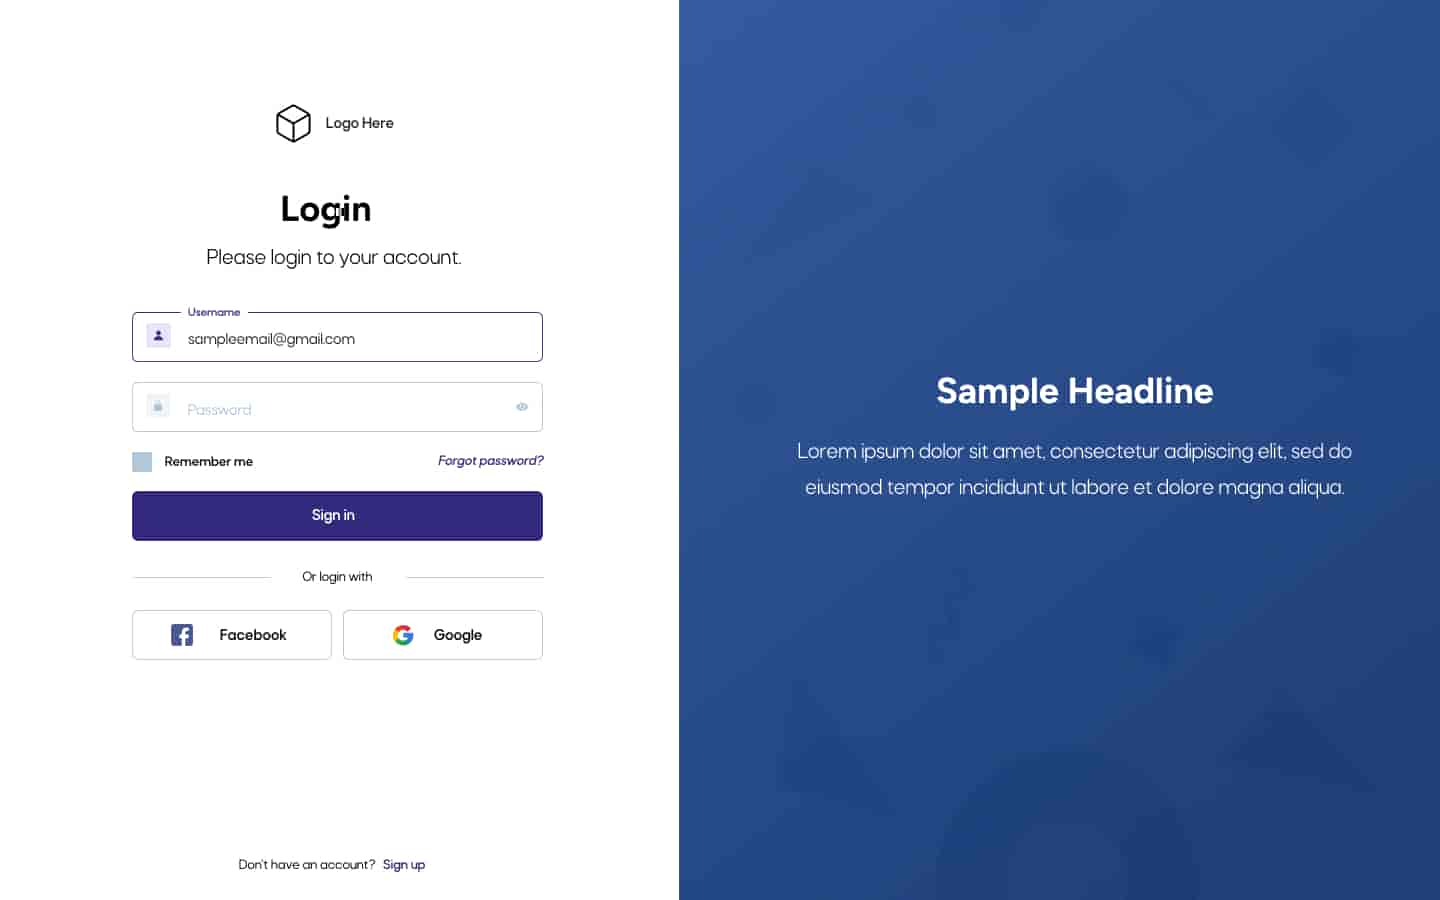 Logo Here
Login
Please login to your account.
Username
sampleemail@gmail.com
Password
Remember me
Forgot password?
Sign in
Or login with
Facebook
Google
Don't have an account? Sign up
Sample Headline
Lorem ipsum dolor sit amet, consectetur adipiscing elit, sed do
eiusmod tempor incididunt ut labore et dolore magna aliqua.